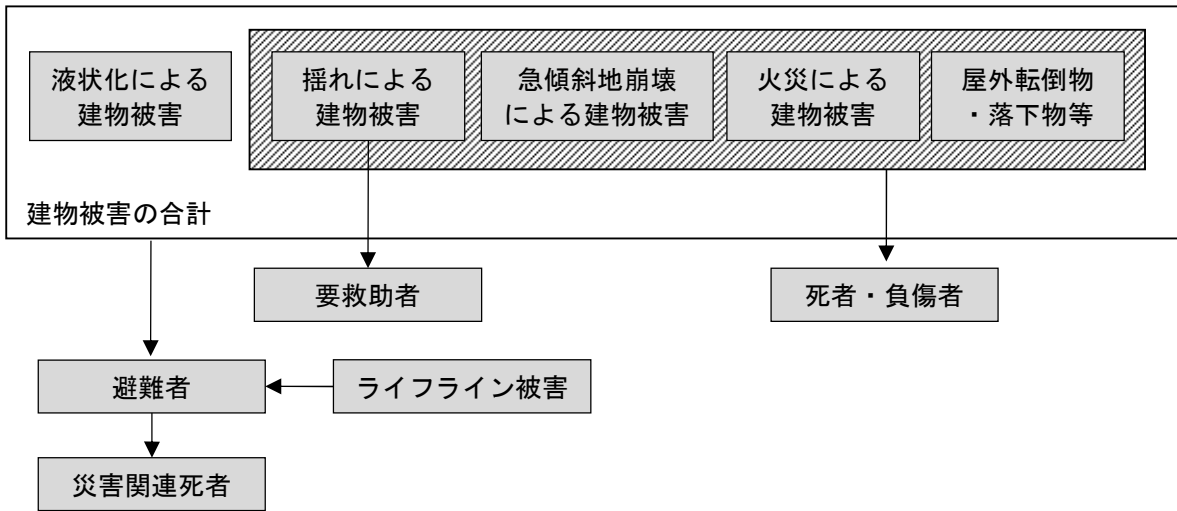 液状化による
建物被害
揺れによる
建物被害
急傾斜地崩壊
による建物被害
火災による
建物被害
屋外転倒物
・落下物等
建物被害の合計
要救助者
死者・負傷者
避難者
ライフライン被害
災害関連死者